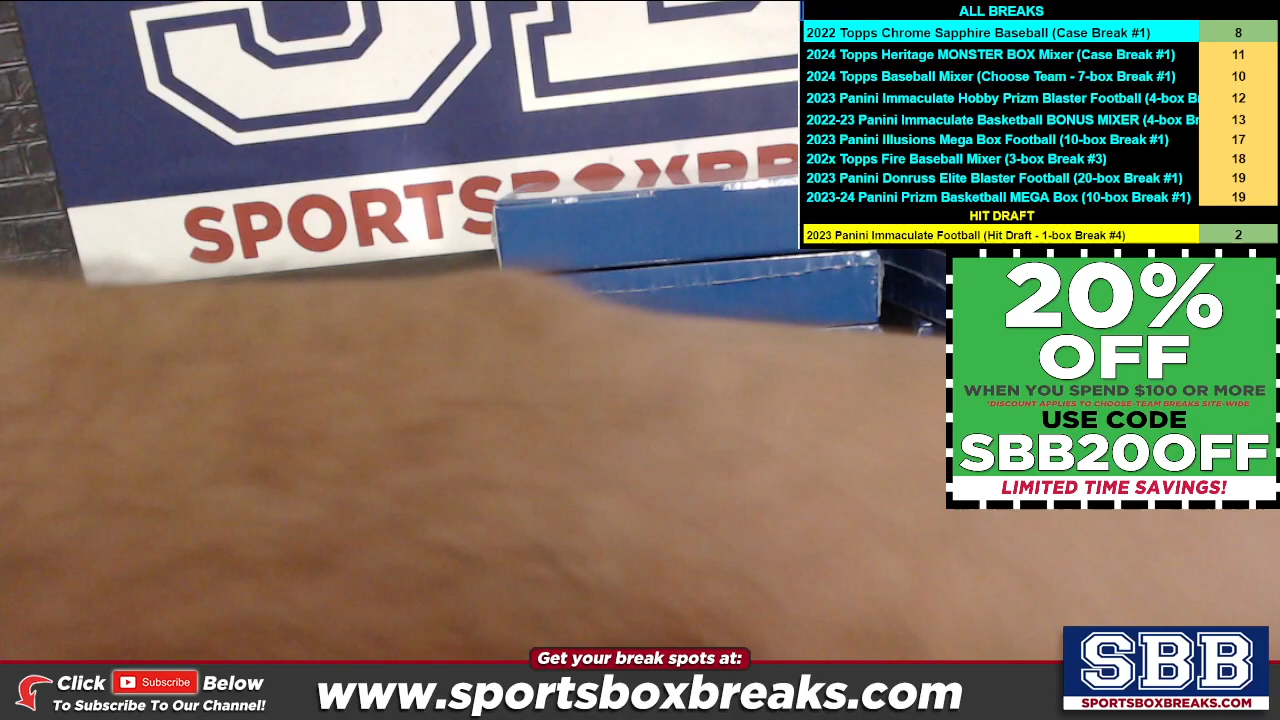 ALL BREAKS
2022 Topps Chrome Sapphire Baseball (Case Break #1) 8
2024 Topps Heritage MONSTER BOX Mixer (Case Break #1) 11
2024 Topps Baseball Mixer (Choose Team - 7-box Break #1) 10
2023 Panini Immaculate Hobby Prizm Blaster Football (4-box Br 12
2022-23 Panini Immaculate Basketball BONUS MIXER (4-box Br 13
2023 Panini Illusions Mega Box Football (10-box Break #1) 17
202x Topps Fire Baseball Mixer (3-box Break #3) 18
2023 Panini Donruss Elite Blaster Football (20-box Break #1) 19
2023-24 Panini Prizm Basketball MEGA Box (10-box Break #1) 19
HIT DRAFT
2023 Panini Immaculate Football (Hit Draft - 1-box Break #4) 2
SPORTSBOXBR
20%
OFF
WHEN YOU SPEND $100 OR MORE
*DISCOUNT APPLIES TO CHOOSE-TEAM BREAKS SITE-WIDE
USE CODE
SBB20OFF
LIMITED TIME SAVINGS!
Get your break spots at:
Click Subscribe Below
To Subscribe To Our Channel!
www.sportsboxbreaks.com
SBB
SPORTSBOXBREAKS.COM